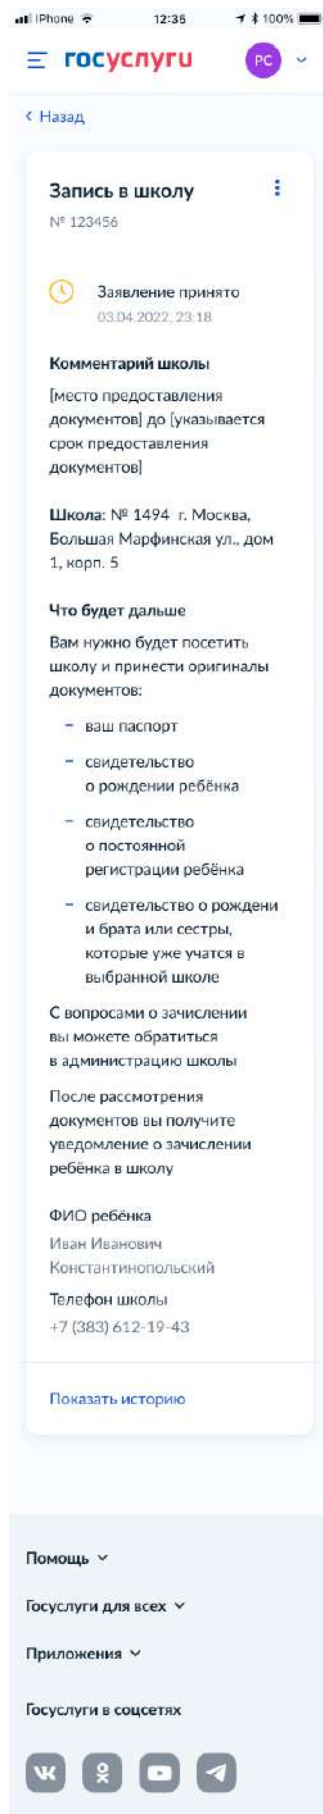 iPhone 12:35 100%
госуслуги РС
Назад
Запись в школу
№ 123456
Заявление принято
03.04.2022, 23:18
Комментарий школы
[место предоставления
документов] до [указывается
срок предоставления
документов]
Школа: № 1494 г. Москва,
Большая Марфинская ул., дом
1, корп. 5
Что будет дальше
Вам нужно будет посетить
школу и принести оригиналы
документов:
– ваш паспорт
– свидетельство
о рождении ребёнка
– свидетельство
о постоянной
регистрации ребёнка
– свидетельство о рождени
и брата или сестры,
которые уже учатся в
выбранной школе
С вопросами о зачислении
вы можете обратиться
в администрацию школы
После рассмотрения
документов вы получите
уведомление о зачислении
ребёнка в школу
ФИО ребёнка
Иван Иванович
Константинопольский
Телефон школы
+7 (383) 612-19-43
Показать историю
Помощь
Госуслуги для всех
Приложения
Госуслуги в соцсетях